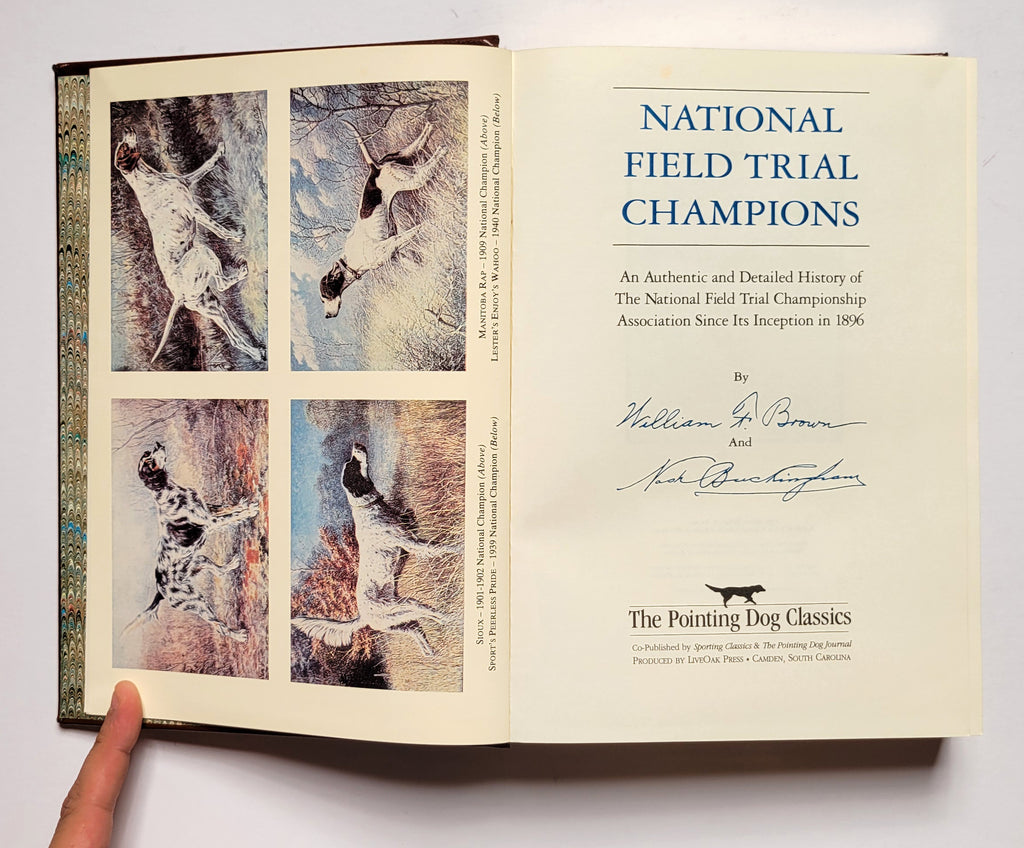 MANITOBA RAP – 1909 National Champion (Above)
LESTER'S ENJOY'S WAHOO – 1940 National Champion (Below)
SIOUX – 1901-1902 National Champion (Above)
SPORT'S PEERLESS PRIDE – 1939 National Champion (Below)
NATIONAL
FIELD TRIAL
CHAMPIONS
An Authentic and Detailed History of
The National Field Trial Championship
Association Since Its Inception in 1896
By
William F. Brown
And
Nash Buckingham
The Pointing Dog Classics
Co-Published by Sporting Classics & The Pointing Dog Journal
PRODUCED BY LIVEOAK PRESS • CAMDEN, SOUTH CAROLINA